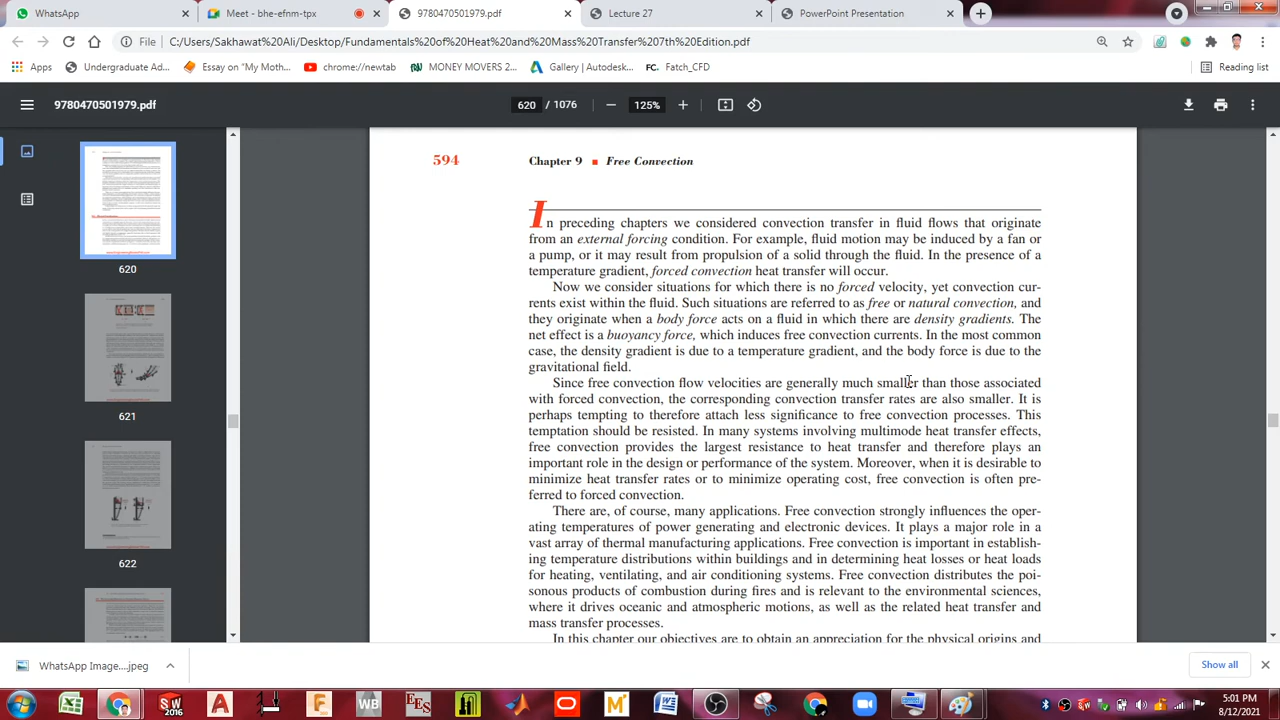 WhatsApp
Meet - bhe-efnm-tpx
9780470501979.pdf
Lecture 27
PowerPoint Presentation
File
C:/Users/Sakhawat Ali/Desktop/Fundamentals%20of%20Heat%20and%20Mass%20Transfer%207th%20Edition.pdf
Apps
Undergraduate Ad...
Essay on "My Moth...
chrome://newtab
MONEY MOVERS 2...
Gallery | Autodesk...
FC. Fatch_CFD
Reading list
9780470501979.pdf
620 / 1076
125%
620
621
622
594
Chapter 9 ■ Free Convection
In preceding chapters we considered convection transfer in fluid flows that originate
from an external forcing condition. For example, fluid motion may be induced by a fan or
a pump, or it may result from propulsion of a solid through the fluid. In the presence of a
temperature gradient, forced convection heat transfer will occur.
Now we consider situations for which there is no forced velocity, yet convection cur-
rents exist within the fluid. Such situations are referred to as free or natural convection, and
they originate when a body force acts on a fluid in which there are density gradients. The
net effect is a buoyancy force, which induces free convection currents. In the most common
case, the density gradient is due to a temperature gradient, and the body force is due to the
gravitational field.
Since free convection flow velocities are generally much smaller than those associated
with forced convection, the corresponding convection transfer rates are also smaller. It is
perhaps tempting to therefore attach less significance to free convection processes. This
temptation should be resisted. In many systems involving multimode heat transfer effects,
free convection provides the largest resistance to heat transfer and therefore plays an
important role in the design or performance of the system. Moreover, when it is desirable to
minimize heat transfer rates or to minimize operating cost, free convection is often pre-
ferred to forced convection.
There are, of course, many applications. Free convection strongly influences the oper-
ating temperatures of power generating and electronic devices. It plays a major role in a
vast array of thermal manufacturing applications. Free convection is important in establish-
ing temperature distributions within buildings and in determining heat losses or heat loads
for heating, ventilating, and air conditioning systems. Free convection distributes the poi-
sonous products of combustion during fires and is relevant to the environmental sciences,
where it drives oceanic and atmospheric motions, as well as the related heat transfer and
mass transfer processes.
In this chapter our objectives are to obtain an appreciation for the physical origins and
WhatsApp Image....jpeg
Show all
2016
WB
EES
5:01 PM
8/12/2021